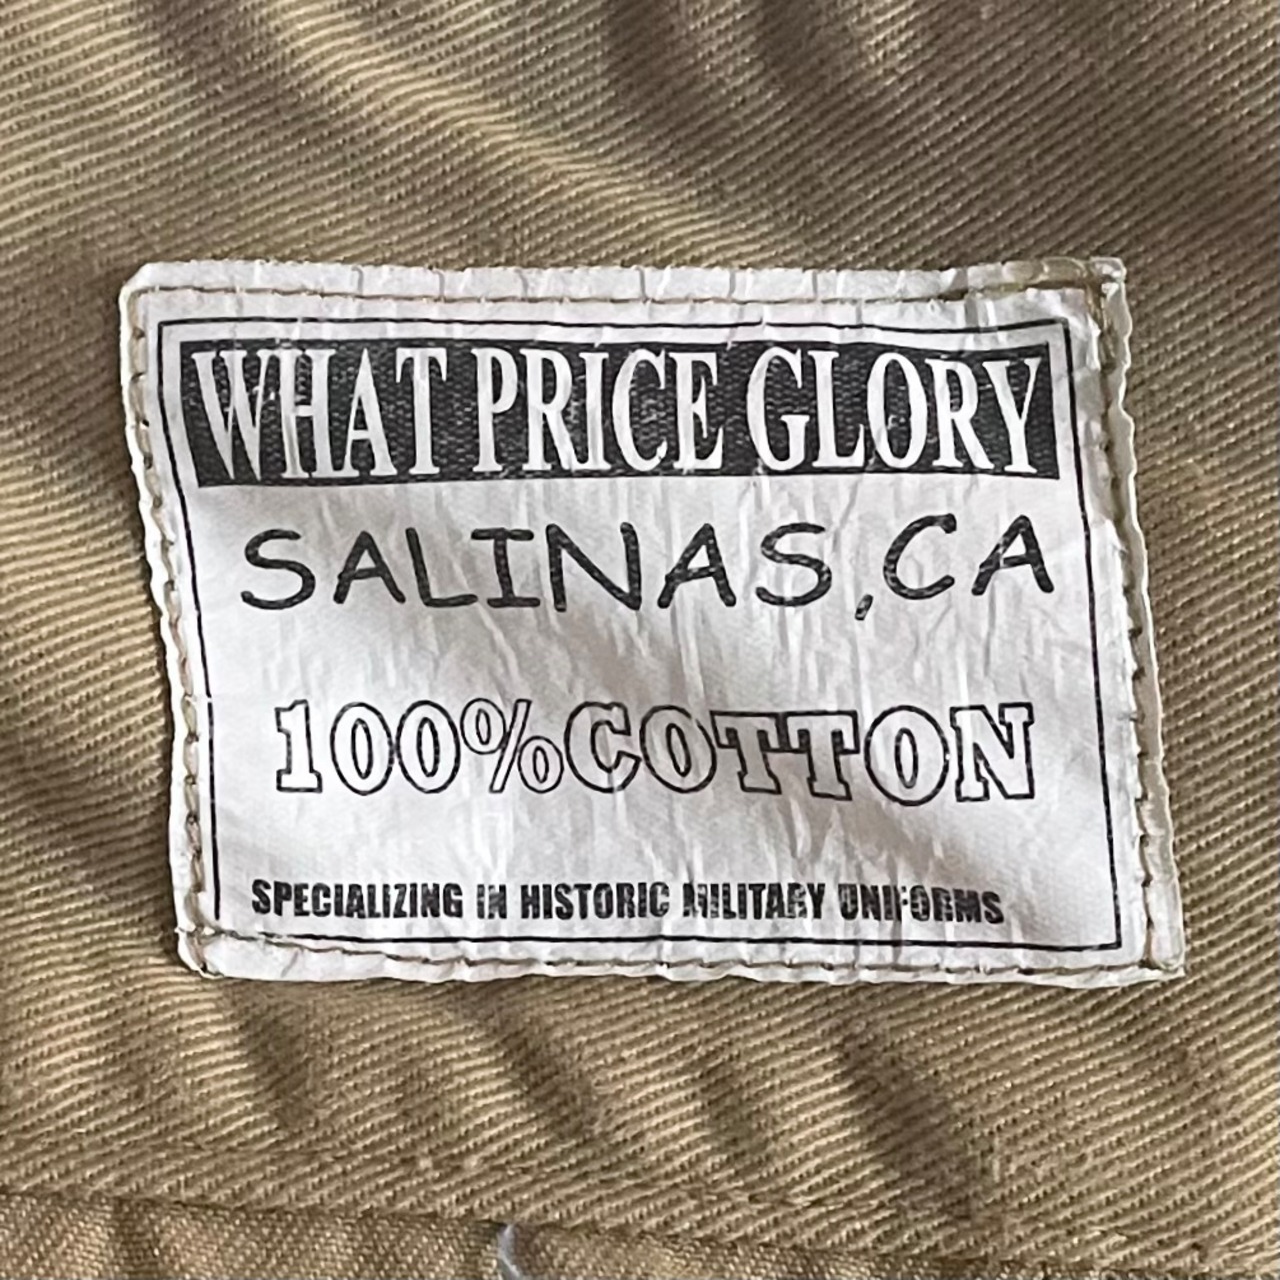 WHAT PRICE GLORY
SALINAS, CA
100% COTTON
SPECIALIZING IN HISTORIC MILITARY UNIFORMS